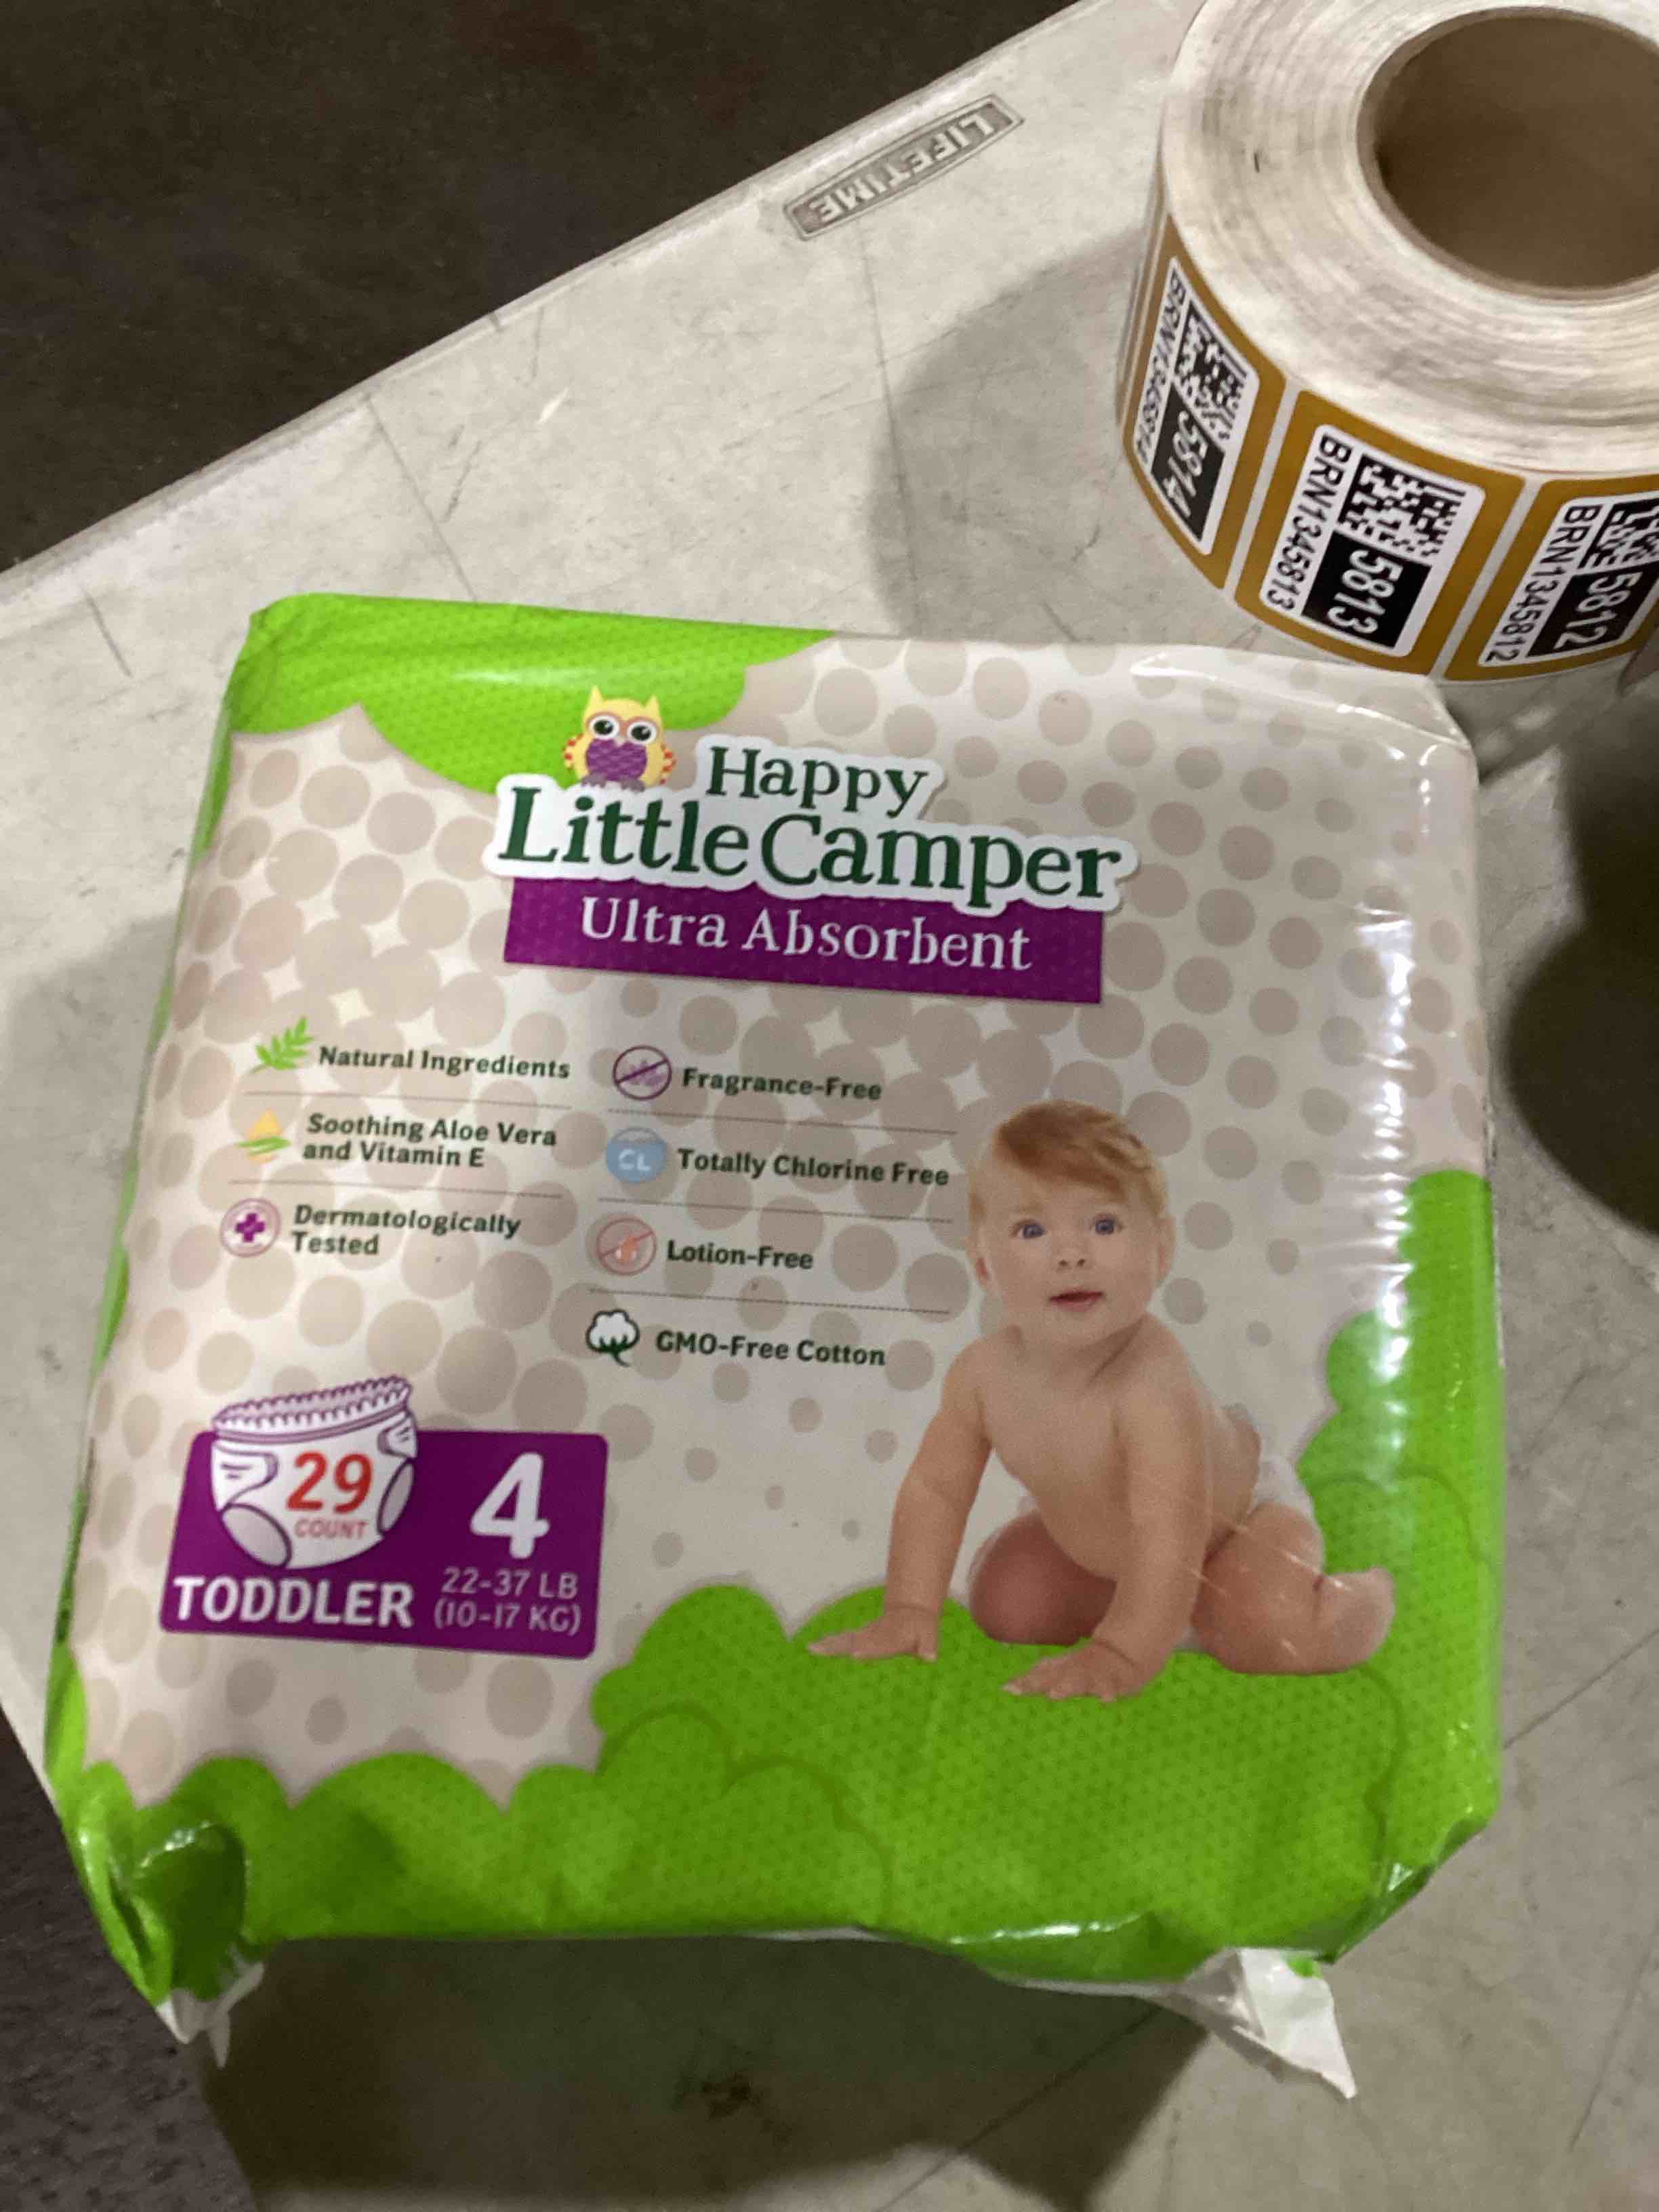 LIFETIME
5814
BRN1345814
5813
BRN1345813
5812
BRN1345812
Happy
Little Camper
Ultra Absorbent
Natural Ingredients
Soothing Aloe Vera
and Vitamin E
Dermatologically
Tested
Fragrance-Free
CL
Totally Chlorine Free
Lotion-Free
GMO-Free Cotton
29
COUNT
TODDLER
4
22-37 LB
(10-17 KG)